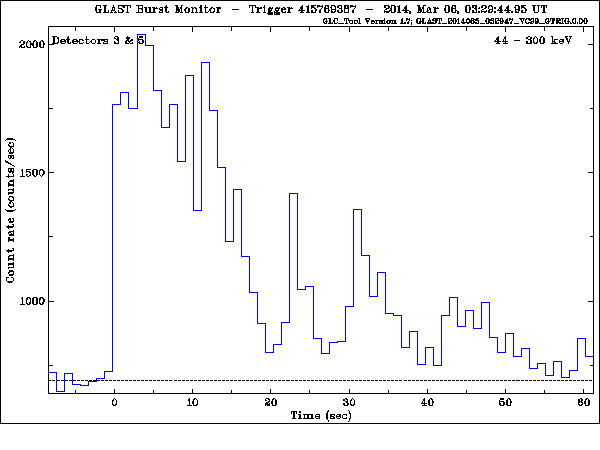 GLAST Burst Monitor – Trigger 415769387 – 2014, Mar 06, 03:29:44.95 UT
GLC_Tool Version 1.7; GLAST_2014065_032947_VC09_GTRIG.0.00
Detectors 3 & 5
44 - 300 keV
2000
1500
1000
Count rate (counts/sec)
0 10 20 30 40 50 60
Time (sec)